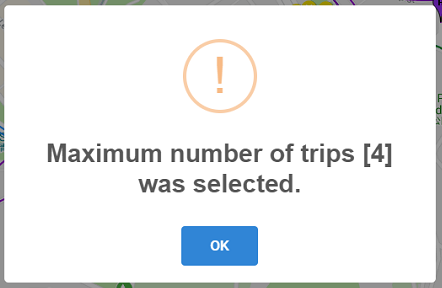 !
Maximum number of trips [4]
was selected.
OK